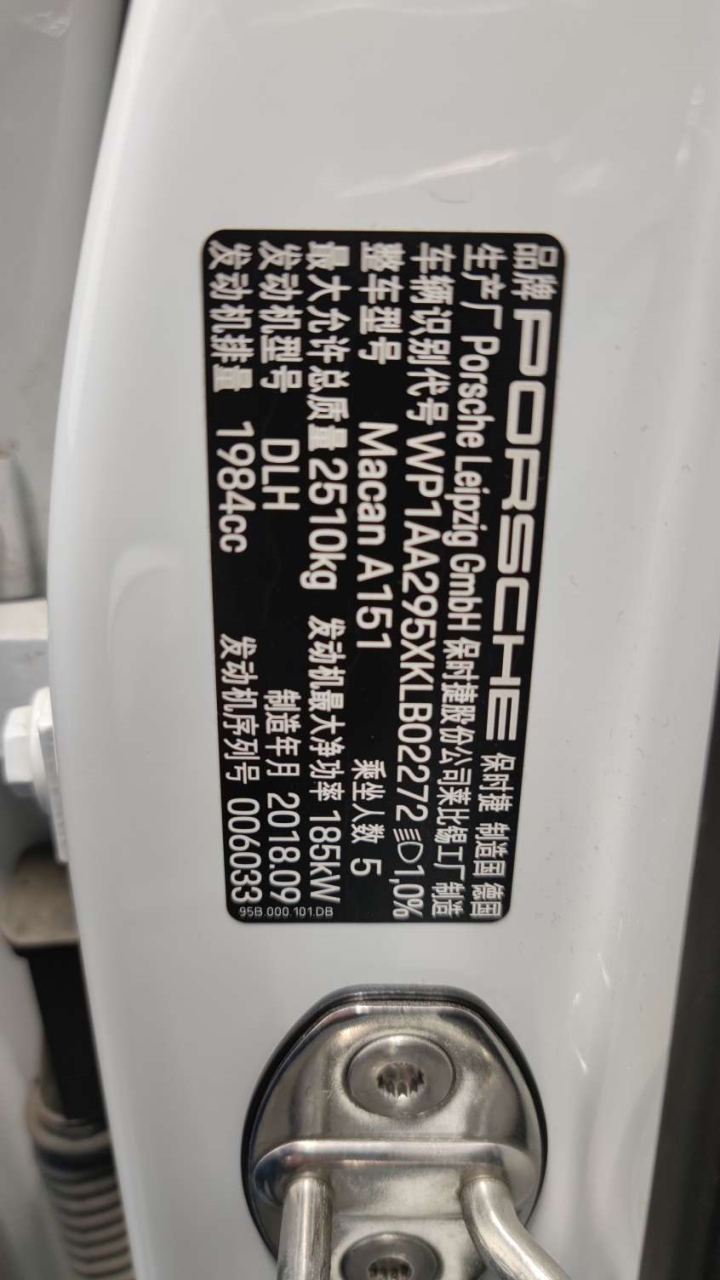 品牌 PORSCHE 保时捷 制造国 德国
生产厂 Porsche Leipzig GmbH 保时捷股份公司莱比锡工厂制造
车辆识别代号 WP1AA295XKLB02272 1,0%
整车型号 Macan A151 乘坐人数 5
最大允许总质量 2510kg 发动机最大净功率 185kW
发动机型号 DLH 制造年月 2018.09
发动机排量 1984cc 发动机序列号 006033
95B.000.101.DB